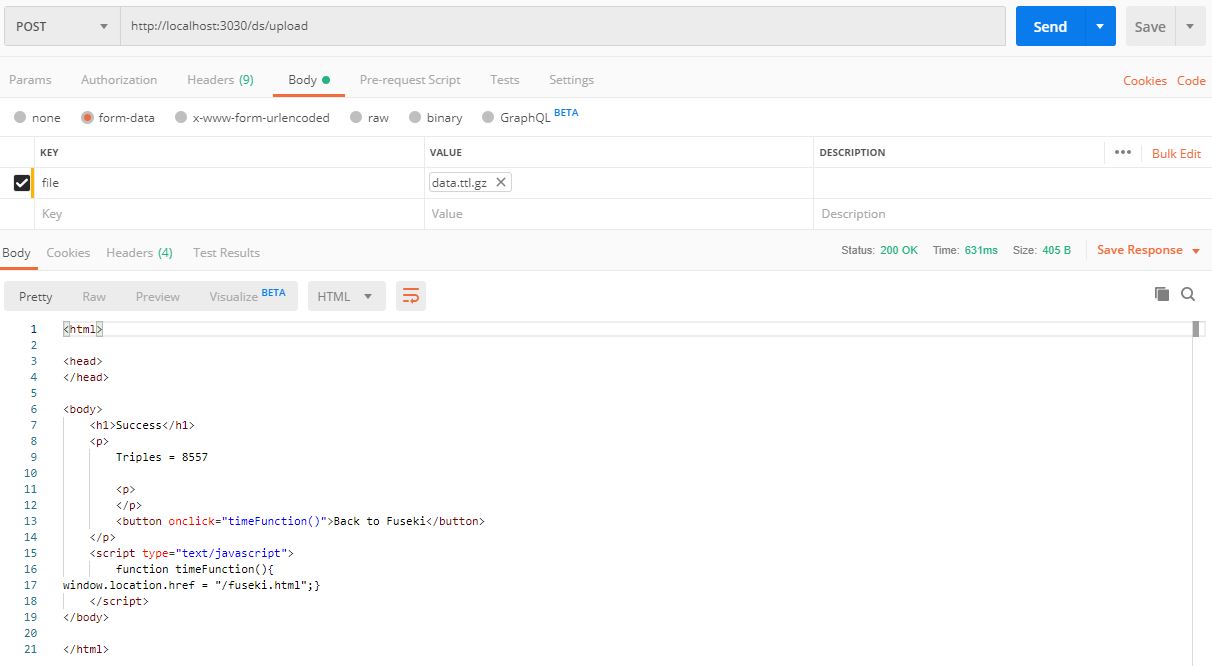 POST http://localhost:3030/ds/upload Send Save
Params Authorization Headers (9) Body Pre-request Script Tests Settings Cookies Code
none form-data x-www-form-urlencoded raw binary GraphQL BETA
KEY VALUE DESCRIPTION ••• Bulk Edit
file data.ttl.gz
Key Value Description
Body Cookies Headers (4) Test Results Status: 200 OK Time: 631ms Size: 405 B Save Response
Pretty Raw Preview Visualize BETA HTML
1 <html>
2
3 <head>
4 </head>
5
6 <body>
7 <h1>Success</h1>
8 <p>
9 Triples = 8557
10
11 <p>
12 </p>
13 <button onclick="timeFunction()">Back to Fuseki</button>
14 </p>
15 <script type="text/javascript">
16 function timeFunction(){
17 window.location.href = "/fuseki.html";}
18 </script>
19 </body>
20
21 </html>